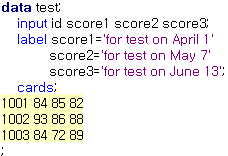 data test;
input id score1 score2 score3;
label score1='for test on April 1'
score2='for test on May 7'
score3='for test on June 13';
cards;
1001 84 85 82
1002 93 86 88
1003 84 72 89
;